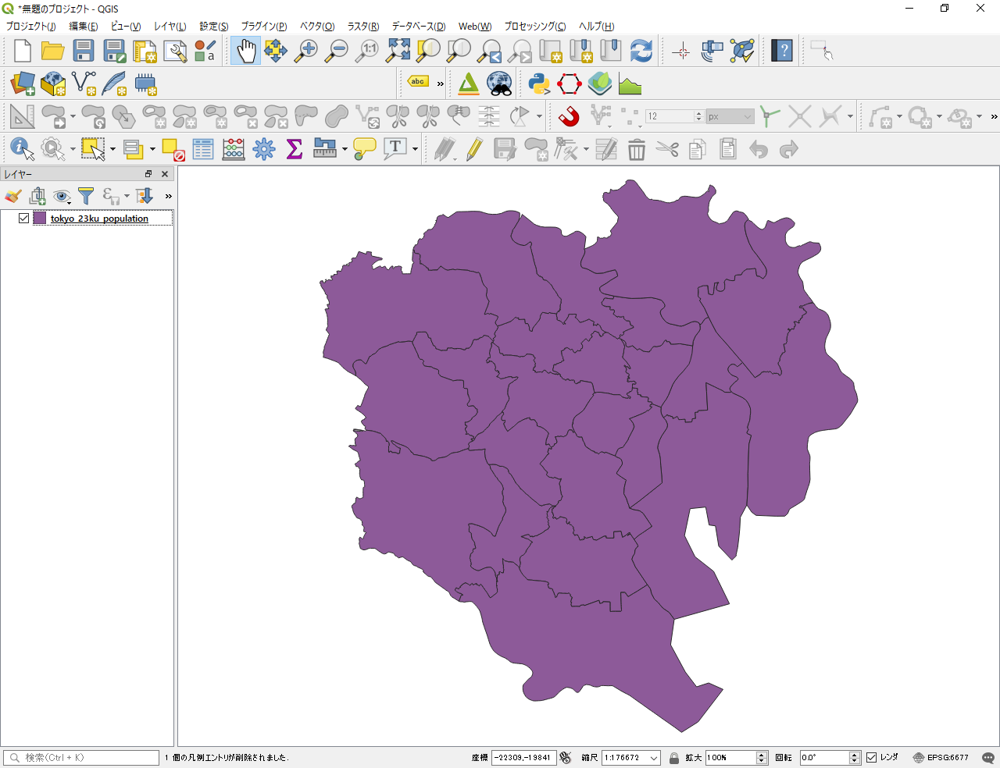 *無題のプロジェクト - QGIS
プロジェクト(J) 編集(E) ビュー(V) レイヤ(L) 設定(S) プラグイン(P) ベクタ(O) ラスタ(R) データベース(D) Web(W) プロセッシング(C) ヘルプ(H)
1:1
a
abc »
12 px »
レイヤー
»
tokyo_23ku_population
検索(Ctrl + K) 1 個の凡例エントリが削除されました. 座標 -22309,-19841 縮尺 1:176672 拡大 100% 回転 0.0° レンダ EPSG:6677